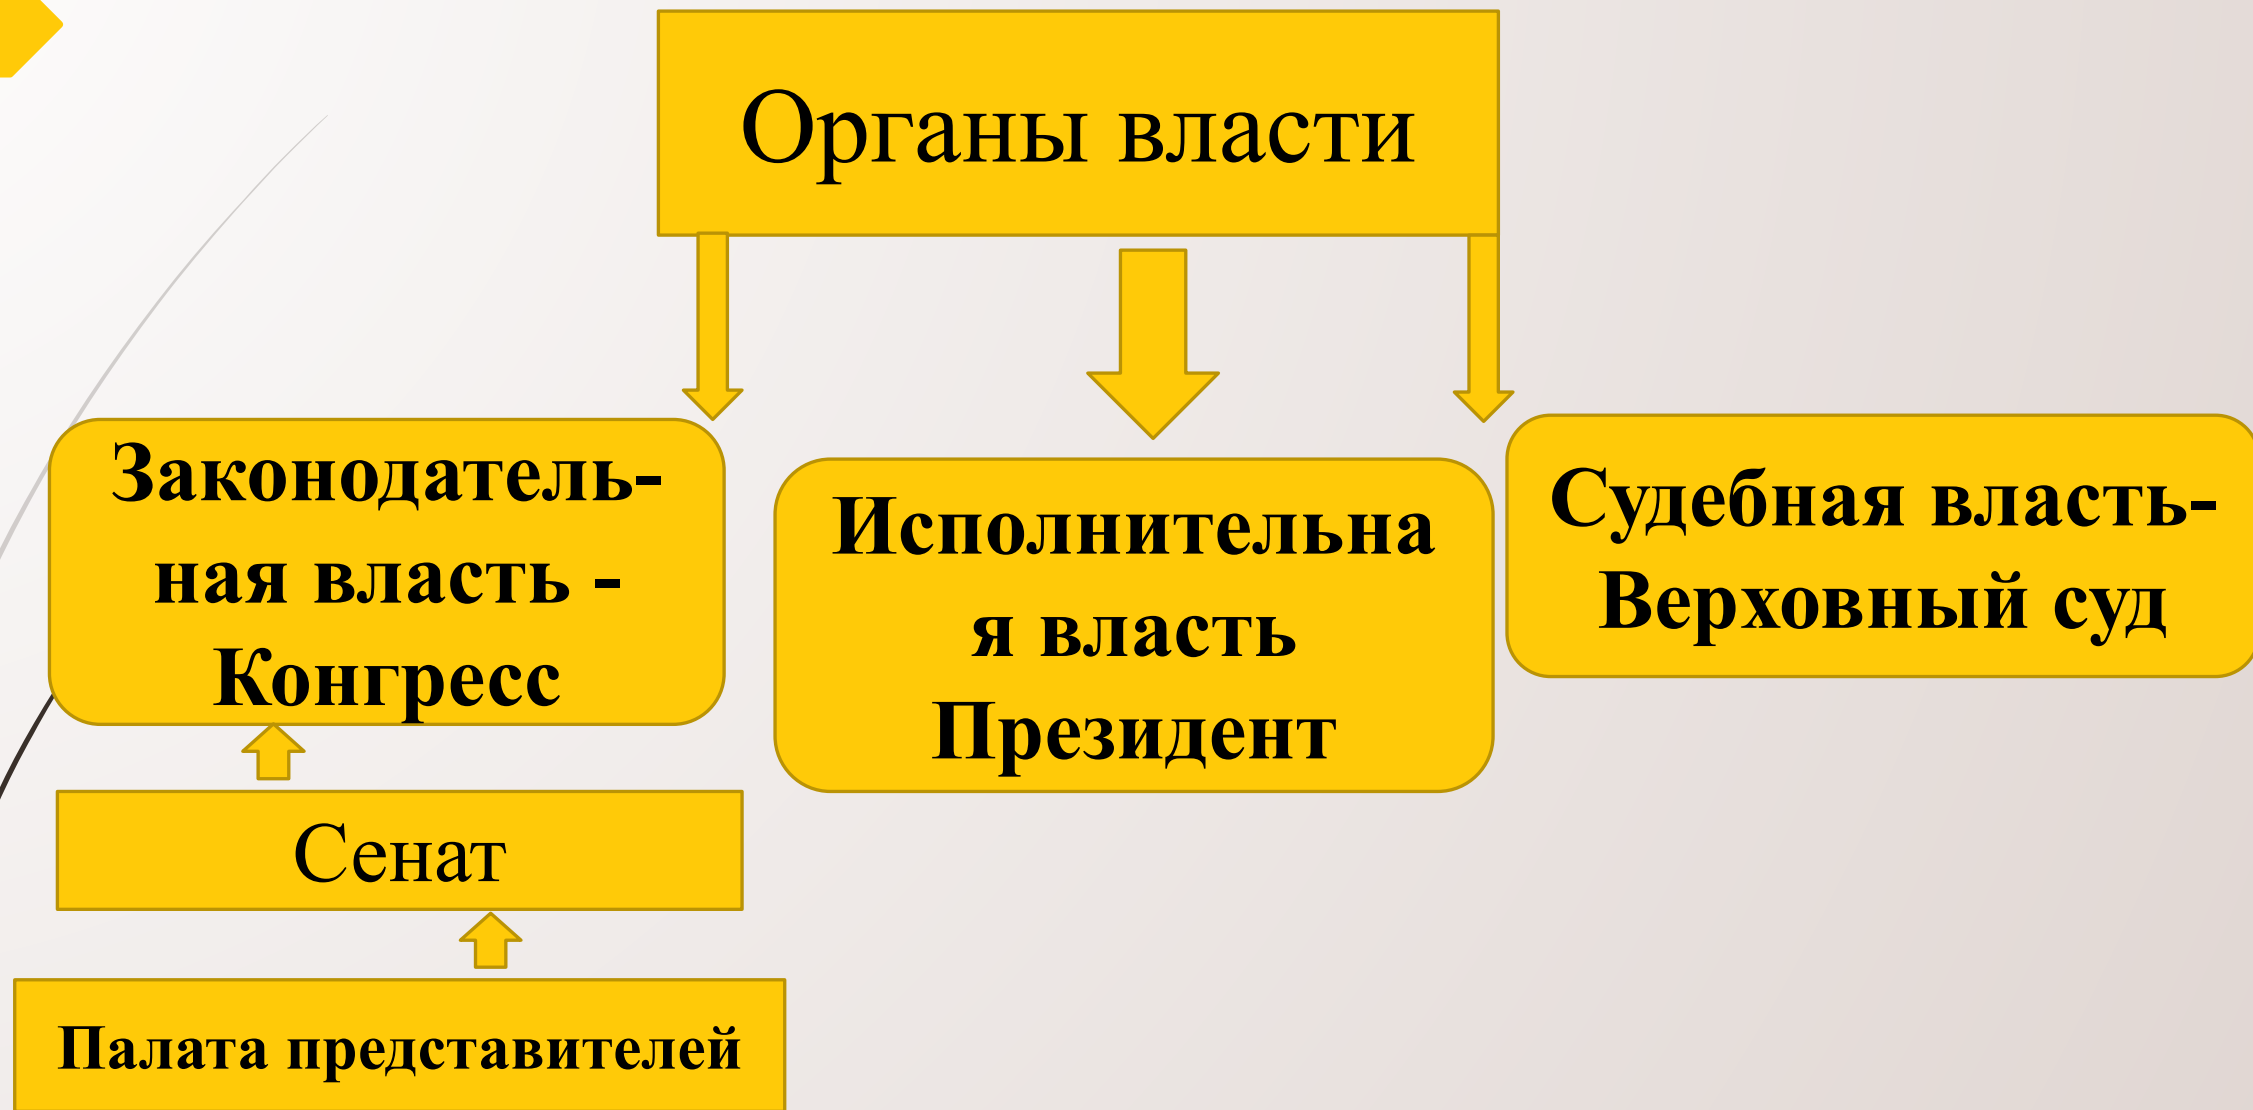 Органы власти
Законодатель-
ная власть -
Конгресс
Исполнительна
я власть
Президент
Судебная власть-
Верховный суд
Сенат
Палата представителей